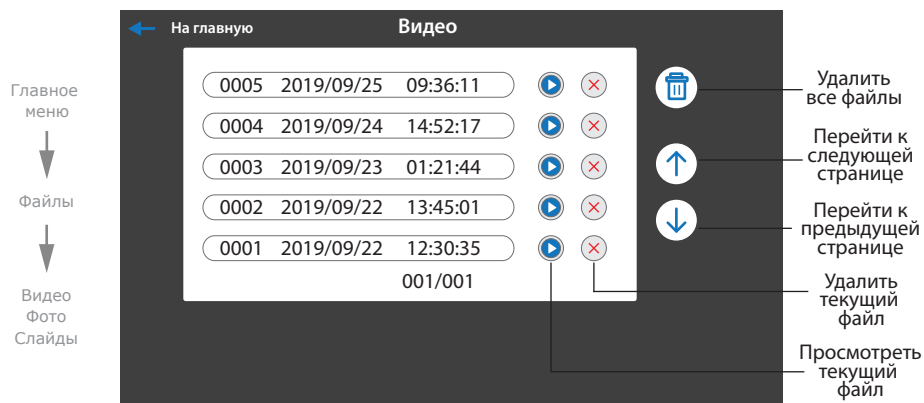 На главную
Видео
Главное
меню
Файлы
Видео
Фото
Слайды
0005 2019/09/25 09:36:11
0004 2019/09/24 14:52:17
0003 2019/09/23 01:21:44
0002 2019/09/22 13:45:01
0001 2019/09/22 12:30:35
001/001
Удалить
все файлы
Перейти к
следующей
странице
Перейти к
предыдущей
странице
Удалить
текущий
файл
Просмотреть
текущий
файл